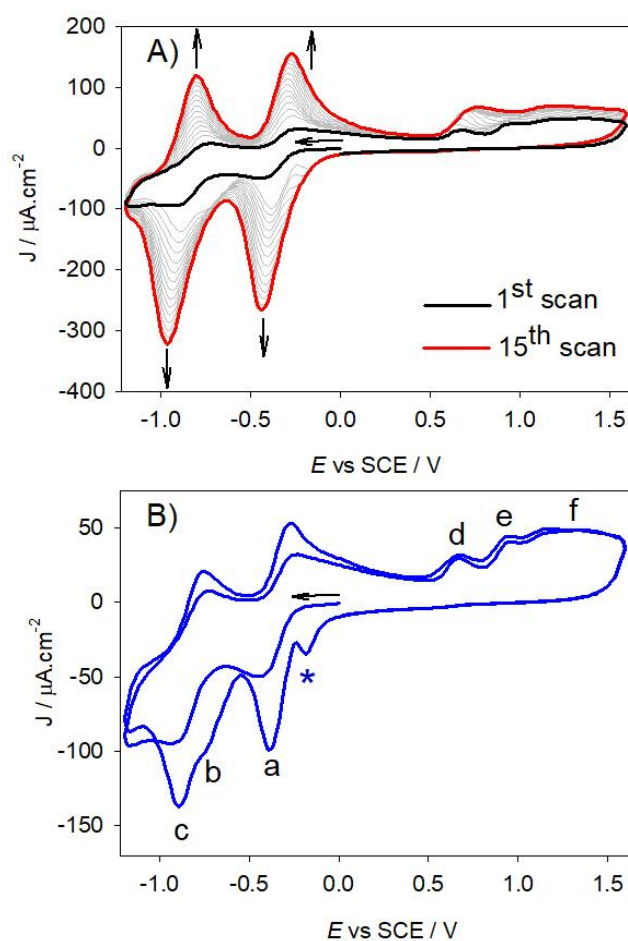 A)
J / µA.cm⁻²
200
100
0
-100
-200
-300
-400
1ˢᵗ scan
15ᵗʰ scan
-1.0 -0.5 0.0 0.5 1.0 1.5
E vs SCE / V
B)
J / µA.cm⁻²
50
0
-50
-100
-150
d e f
*
a
b
c
-1.0 -0.5 0.0 0.5 1.0 1.5
E vs SCE / V